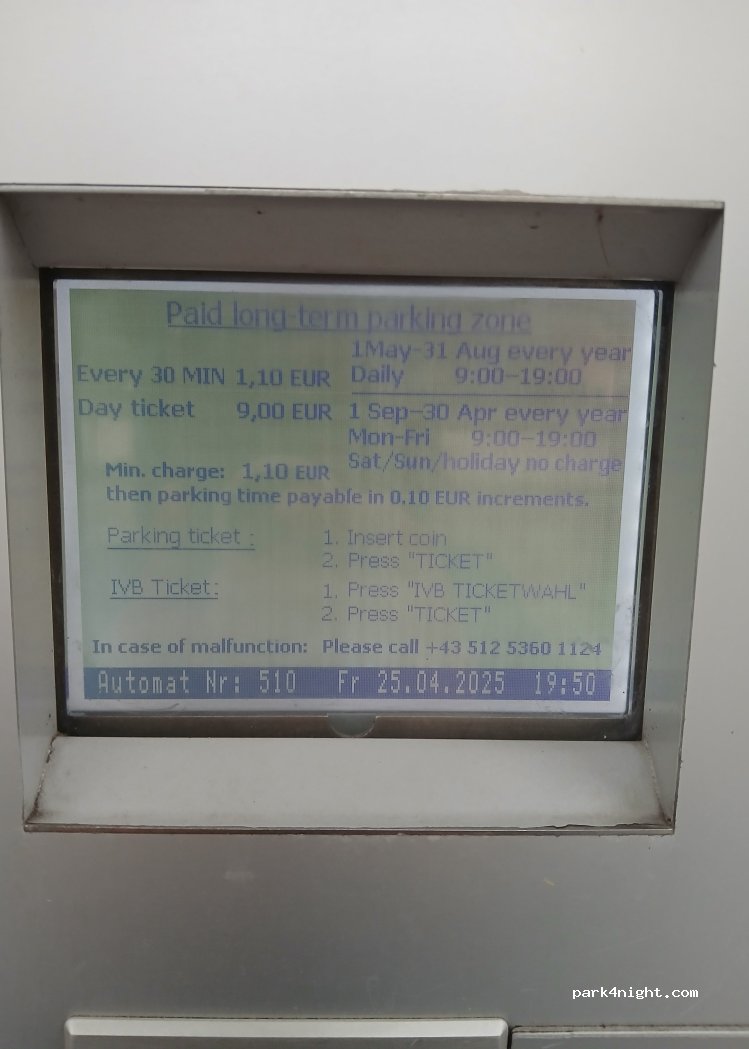 Paid long-term parking zone
1May-31 Aug every year
Every 30 MIN 1,10 EUR Daily 9:00-19:00
Day ticket 9,00 EUR 1 Sep-30 Apr every year
Mon-Fri 9:00-19:00
Min. charge: 1,10 EUR Sat/Sun/holiday no charge
then parking time payable in 0,10 EUR increments.
Parking ticket : 1. Insert coin
2. Press "TICKET"
IVB Ticket: 1. Press "IVB TICKETWAHL"
2. Press "TICKET"
In case of malfunction: Please call +43 512 5360 1124
Automat Nr: 510 Fr 25.04.2025 19:50
park4night.com